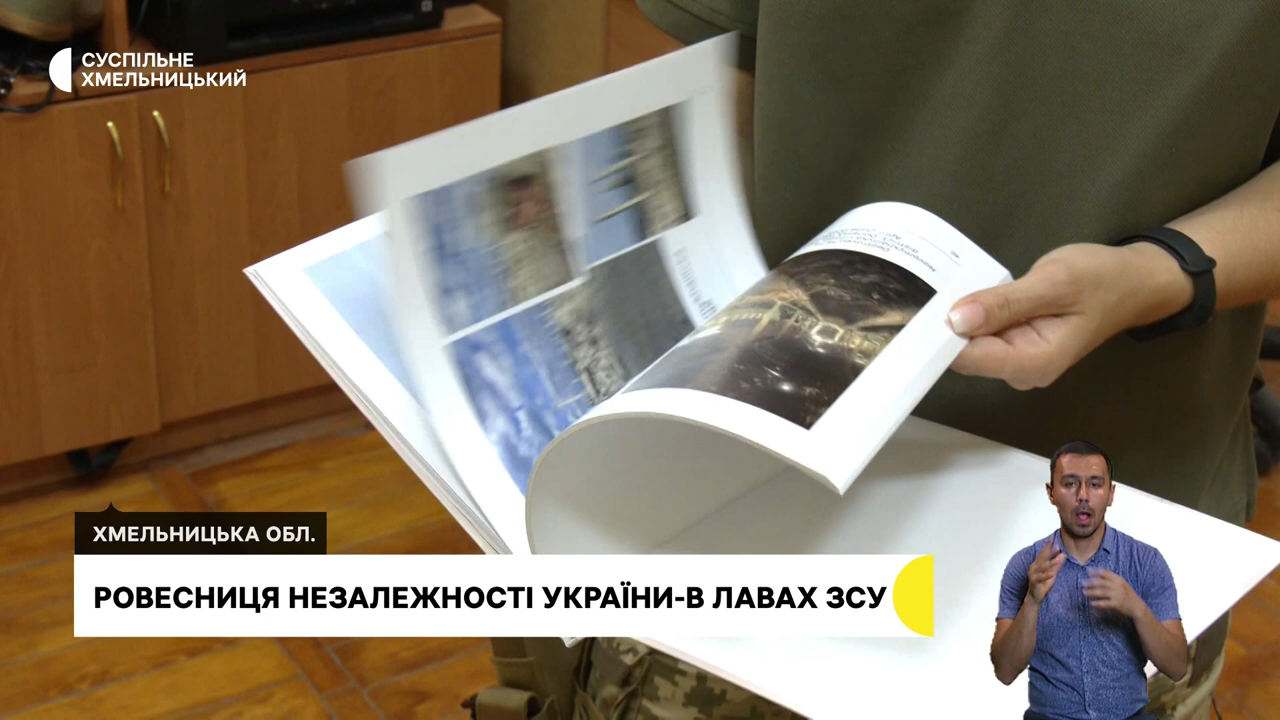 СУСПІЛЬНЕ
ХМЕЛЬНИЦЬКИЙ
ХМЕЛЬНИЦЬКА ОБЛ.
РОВЕСНИЦЯ НЕЗАЛЕЖНОСТІ УКРАЇНИ-В ЛАВАХ ЗСУ